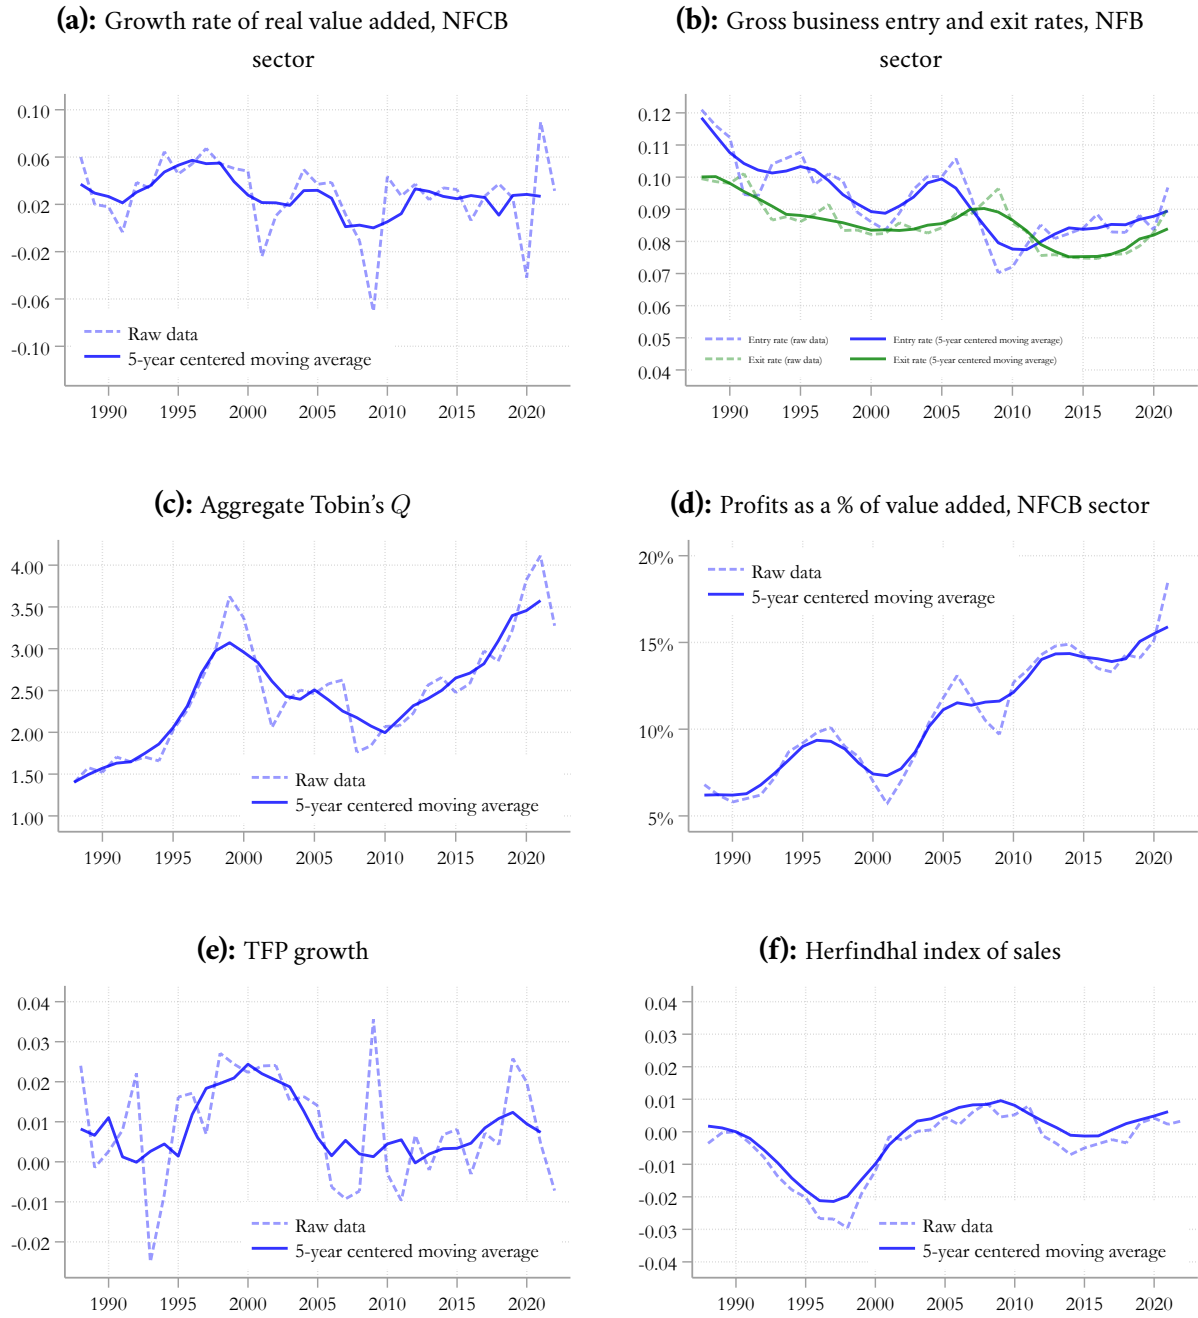 (a): Growth rate of real value added, NFCB
sector
0.10
0.06
0.02
-0.02
-0.06
-0.10
Raw data
5-year centered moving average
1990 1995 2000 2005 2010 2015 2020
(b): Gross business entry and exit rates, NFB
sector
0.12
0.11
0.10
0.09
0.08
0.07
0.06
0.05
0.04
Entry rate (raw data) Entry rate (5-year centered moving average)
Exit rate (raw data) Exit rate (5-year centered moving average)
1990 1995 2000 2005 2010 2015 2020
(c): Aggregate Tobin's Q
4.00
3.50
3.00
2.50
2.00
1.50
1.00
Raw data
5-year centered moving average
1990 1995 2000 2005 2010 2015 2020
(d): Profits as a % of value added, NFCB sector
20%
15%
10%
5%
Raw data
5-year centered moving average
1990 1995 2000 2005 2010 2015 2020
(e): TFP growth
0.04
0.03
0.02
0.01
0.00
-0.01
-0.02
Raw data
5-year centered moving average
1990 1995 2000 2005 2010 2015 2020
(f): Herfindhal index of sales
0.04
0.03
0.02
0.01
0.00
-0.01
-0.02
-0.03
-0.04
Raw data
5-year centered moving average
1990 1995 2000 2005 2010 2015 2020